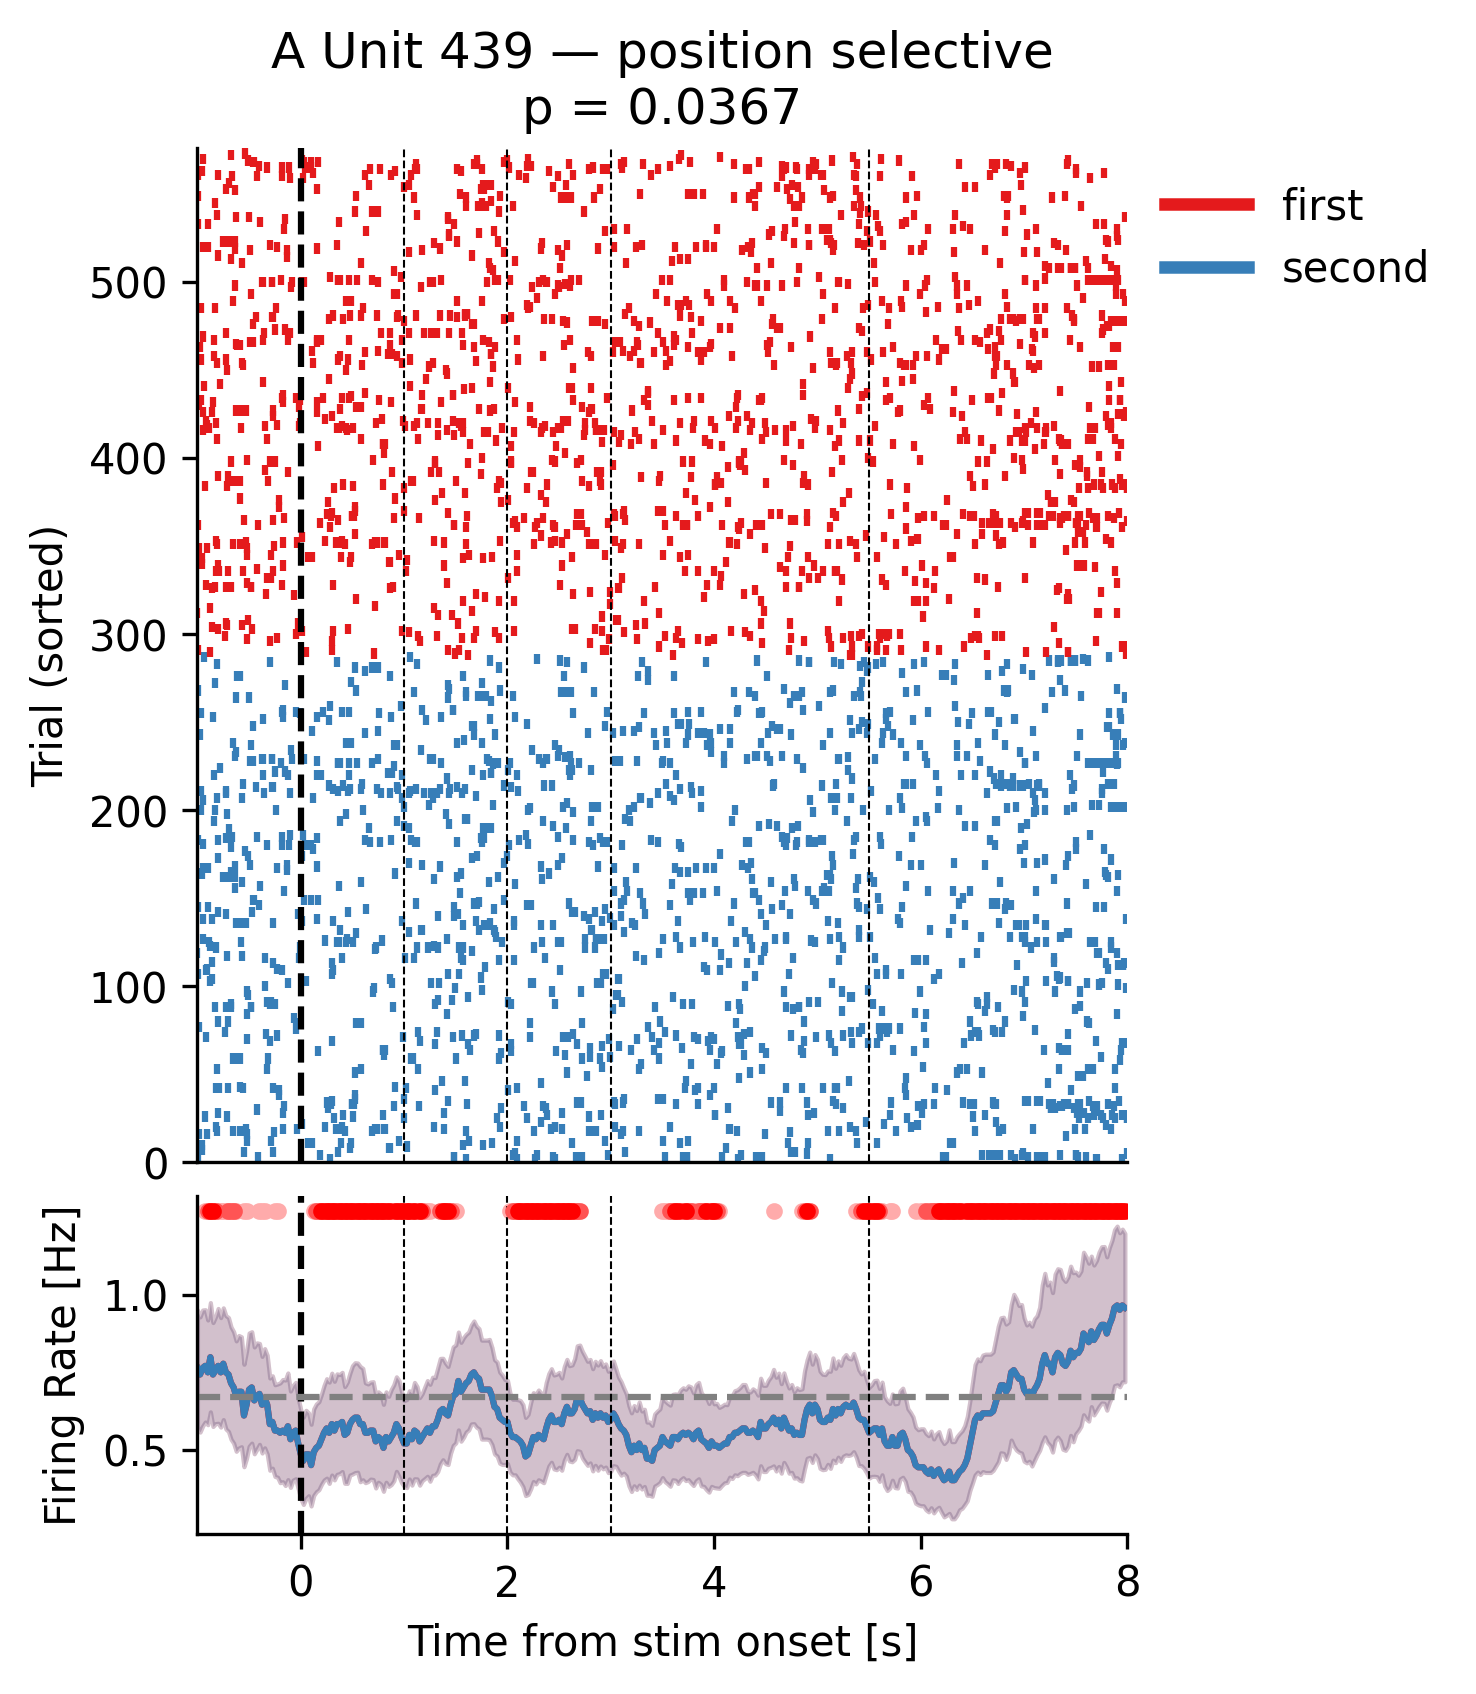 A Unit 439 — position selective
p = 0.0367
first
second
500
400
300
200
100
0
Trial (sorted)
1.0
0.5
Firing Rate [Hz]
0 2 4 6 8
Time from stim onset [s]